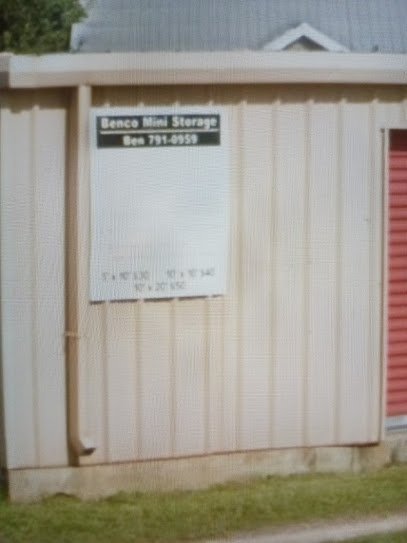 Benco Mini Storage
Ben 791-0959
5' x 10' $30   10' x 10' $40
10' x 20' $50